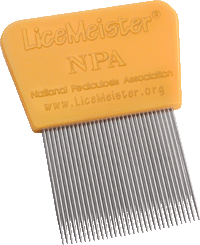 LiceMeister®
NPA
National Pediculosis Association
www.LiceMeister.org